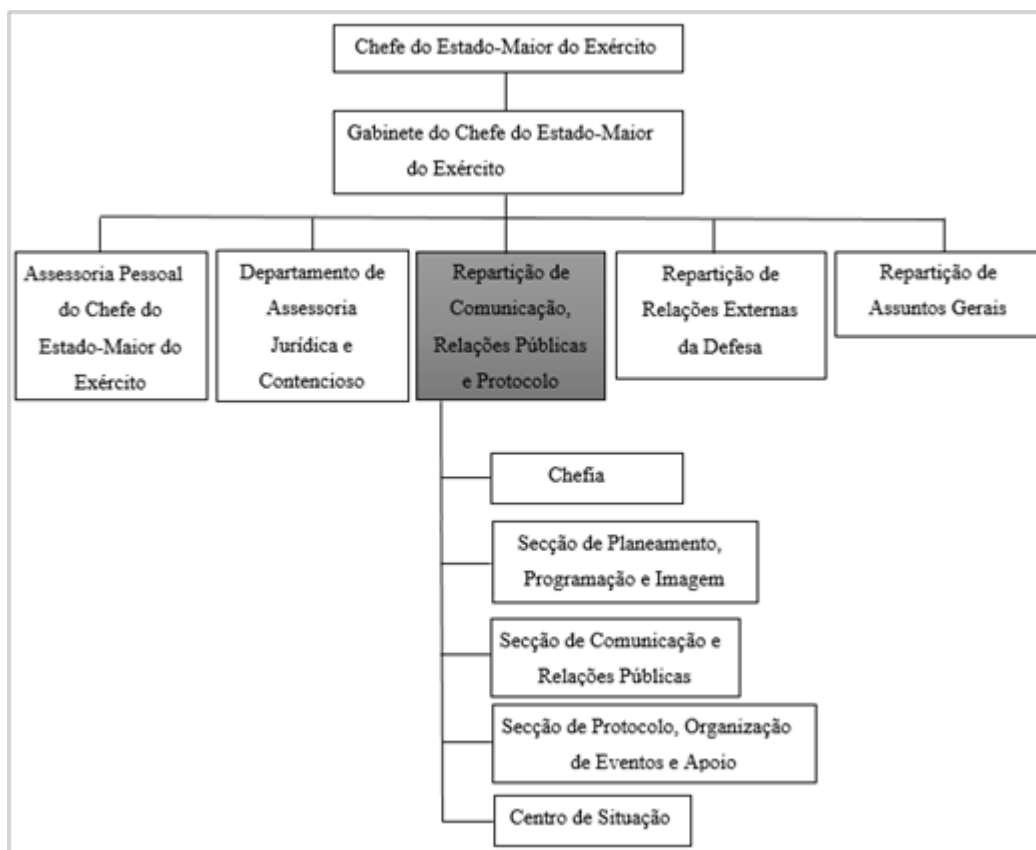 Chefe do Estado-Maior do Exército
Gabinete do Chefe do Estado-Maior
do Exército
Assessoria Pessoal
do Chefe do
Estado-Maior do
Exército
Departamento de
Assessoria
Jurídica e
Contencioso
Repartição de
Comunicação,
Relações Públicas
e Protocolo
Repartição de
Relações Externas
da Defesa
Repartição de
Assuntos Gerais
Chefia
Secção de Planeamento,
Programação e Imagem
Secção de Comunicação e
Relações Públicas
Secção de Protocolo, Organização
de Eventos e Apoio
Centro de Situação